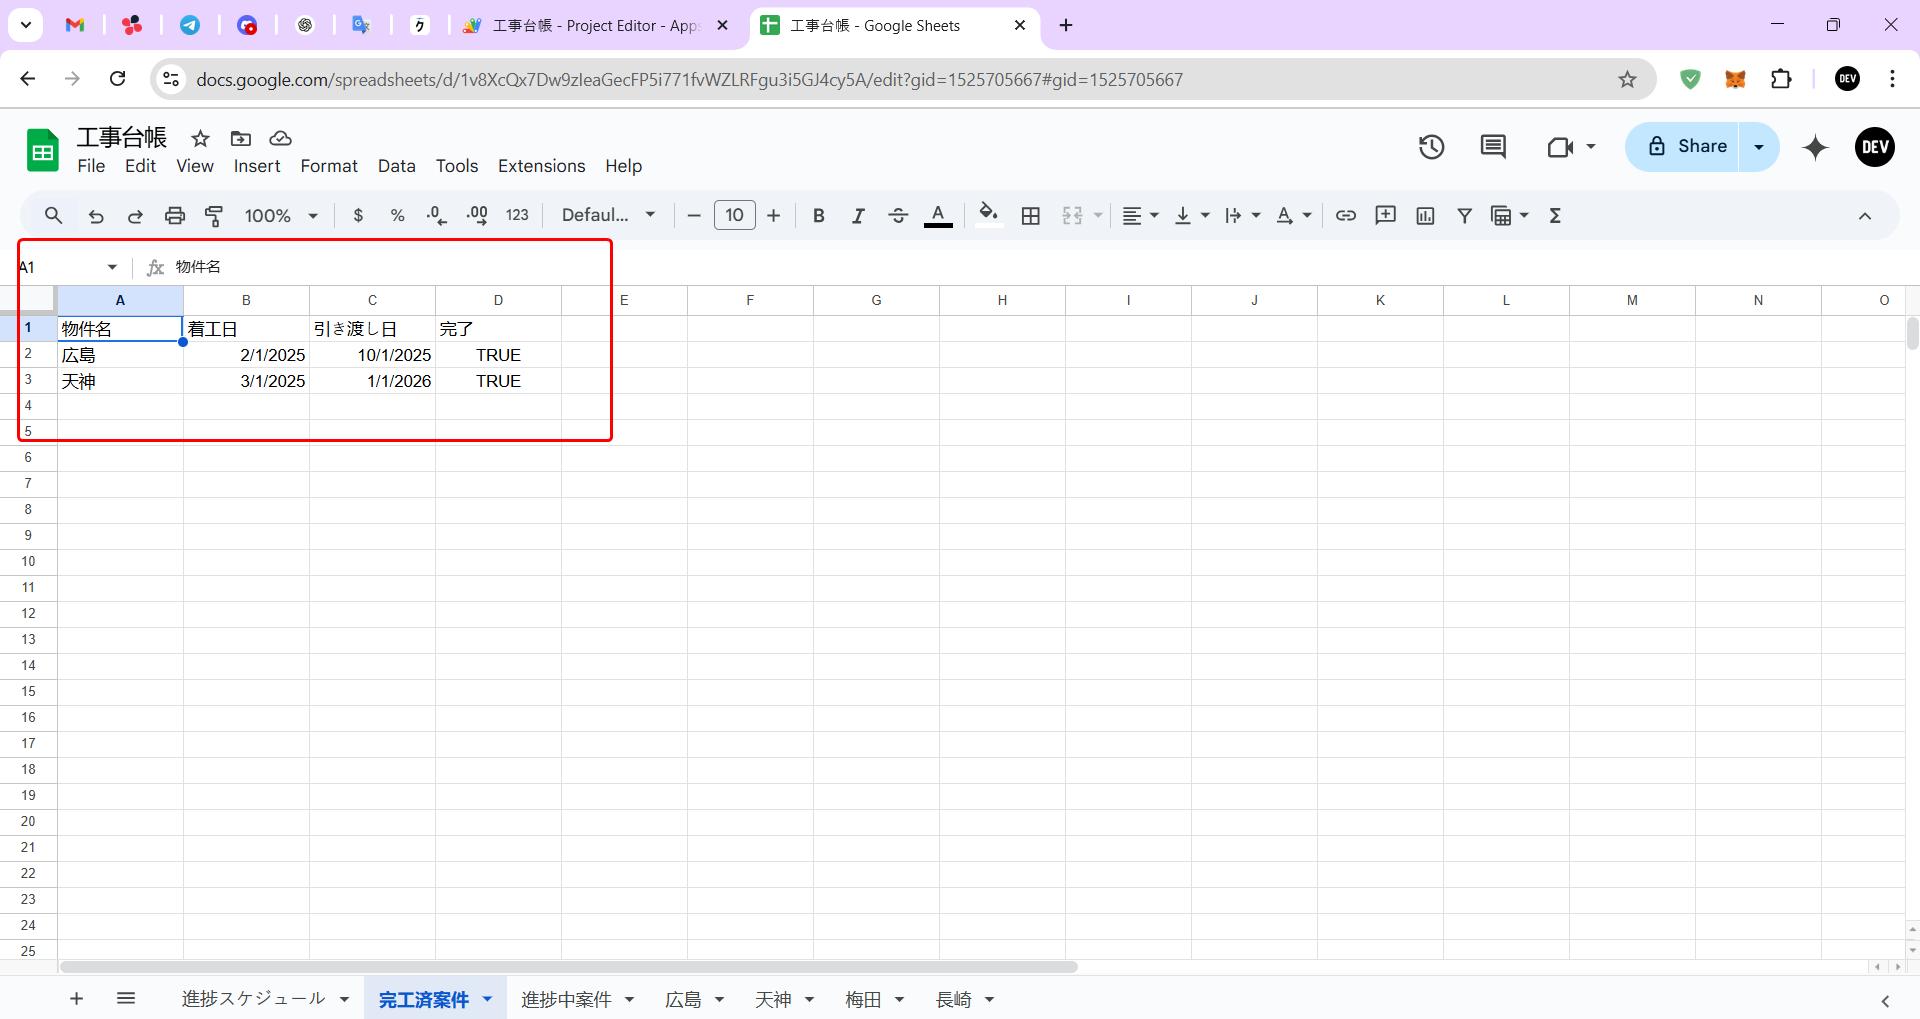 工事台帳 - Project Editor - Apps
工事台帳 - Google Sheets
docs.google.com/spreadsheets/d/1v8XcQx7Dw9zIeaGecFP5i771fvWZLRFgu3i5GJ4cy5A/edit?gid=1525705667#gid=1525705667
DEV
工事台帳
File Edit View Insert Format Data Tools Extensions Help
Share
DEV
100% $ % .0 .00 123 Defaul... 10 B I A
A1 fx 物件名
A B C D E F G H I J K L M N O
1 物件名 着工日 引き渡し日 完了
2 広島 2/1/2025 10/1/2025 TRUE
3 天神 3/1/2025 1/1/2026 TRUE
4
5
6
7
8
9
10
11
12
13
14
15
16
17
18
19
20
21
22
23
24
25
進捗スケジュール 完工済案件 進捗中案件 広島 天神 梅田 長崎